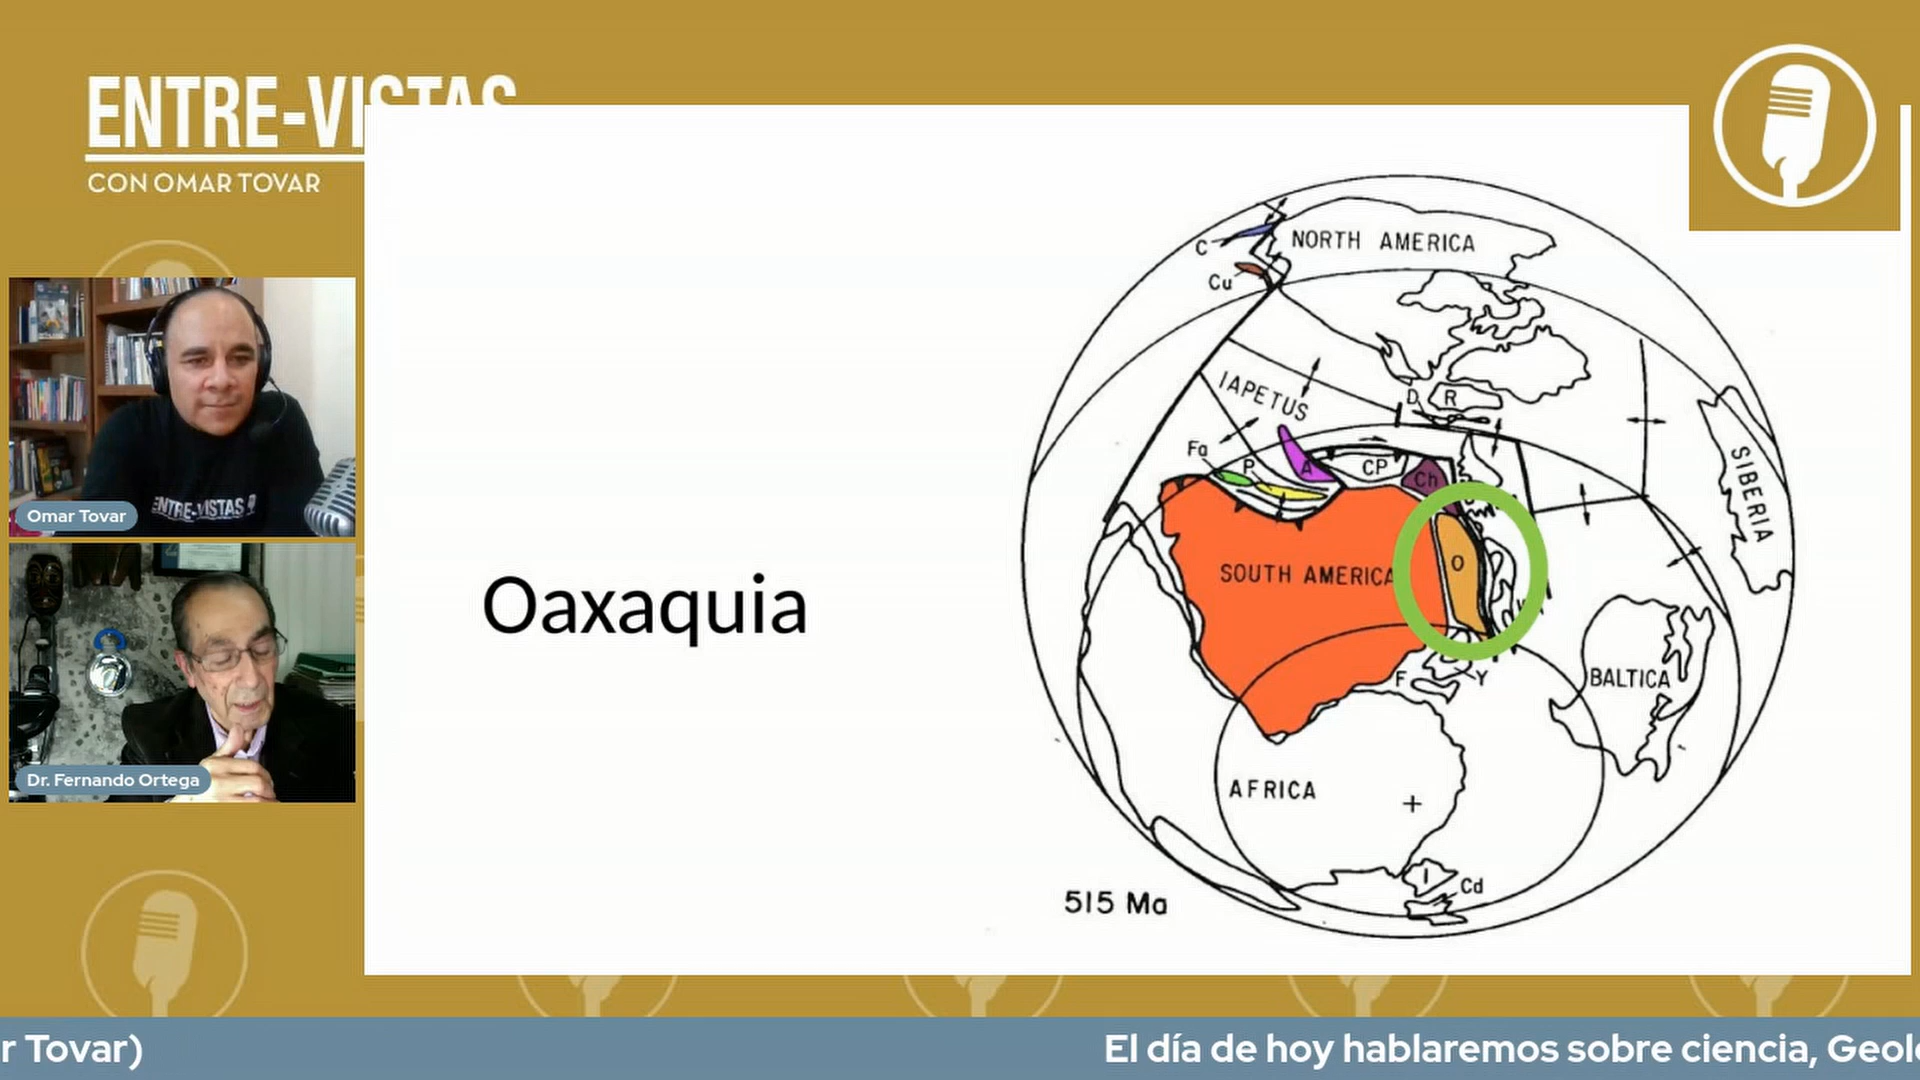 ENTRE-VISTAS
CON OMAR TOVAR
Omar Tovar
ENTRE-VISTAS
Dr. Fernando Ortega
Oaxaquia
C
NORTH AMERICA
Cu
IAPETUS
D R
Fa
P
A
CP
Ch
SIBERIA
O
SOUTH AMERICA
F
Y
BALTICA
AFRICA
I
Cd
515 Ma
r Tovar)
El día de hoy hablaremos sobre ciencia, Geol